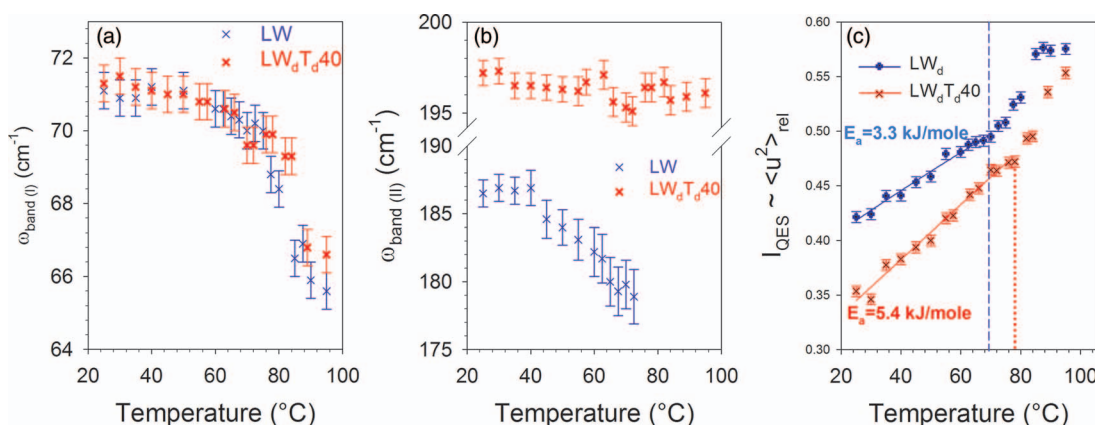 (a)
LW
LWdTd40
72
70
68
66
64
ωband (I) (cm-1)
20 40 60 80 100
Temperature (°C)
(b)
200
195
190
185
180
175
ωband (II) (cm-1)
LW
LWdTd40
20 40 60 80 100
Temperature (°C)
(c)
0.60
0.55
0.50
0.45
0.40
0.35
0.30
IQES ~ <u2>rel
LWd
LWdTd40
Ea=3.3 kJ/mole
Ea=5.4 kJ/mole
20 40 60 80 100
Temperature (°C)